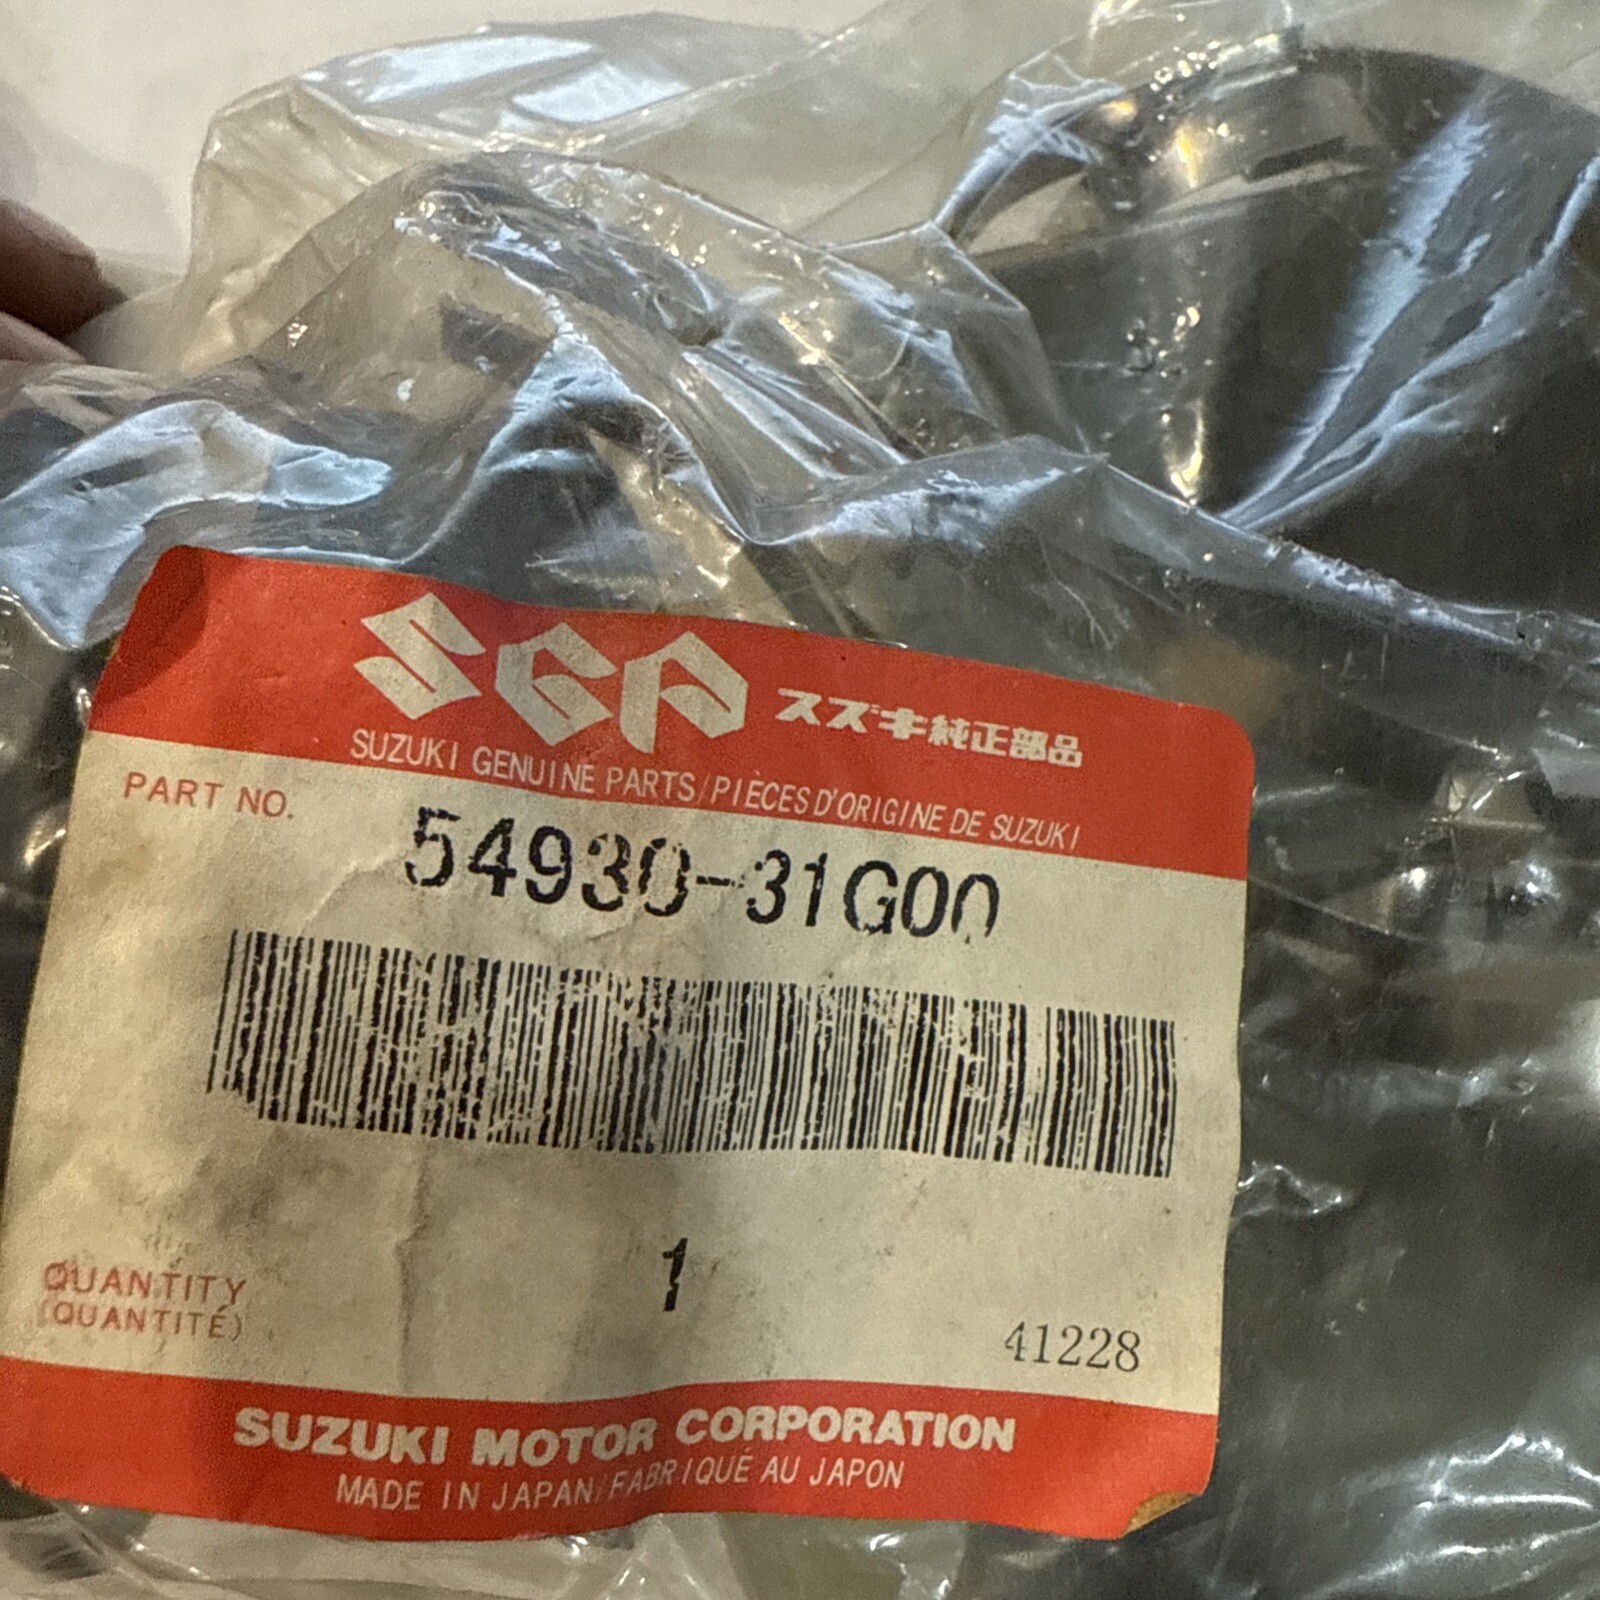 SGP スズキ純正部品
SUZUKI GENUINE PARTS/PIÈCES D'ORIGINE DE SUZUKI
PART NO.
54930-31G00
1
QUANTITY
(QUANTITÉ)
41228
SUZUKI MOTOR CORPORATION
MADE IN JAPAN/FABRIQUÉ AU JAPON